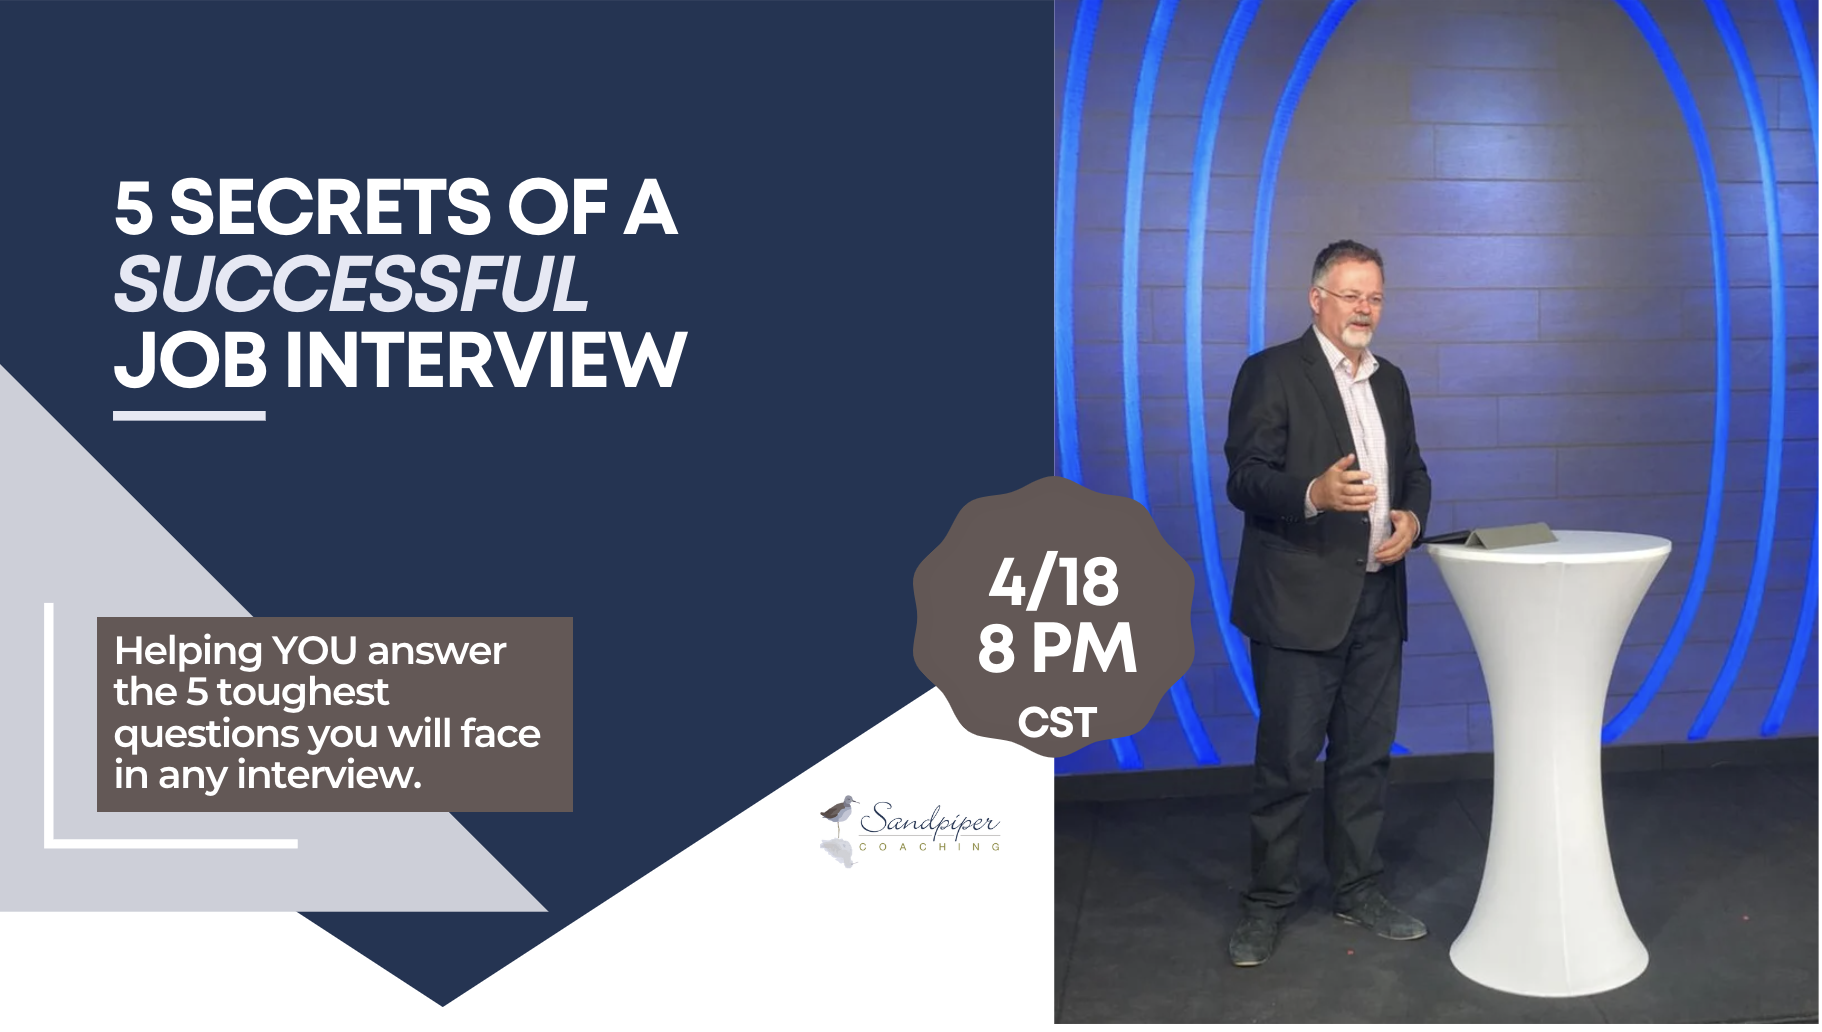 5 SECRETS OF A
SUCCESSFUL
JOB INTERVIEW
Helping YOU answer
the 5 toughest
questions you will face
in any interview.
4/18
8 PM
CST
Sandpiper
COACHING